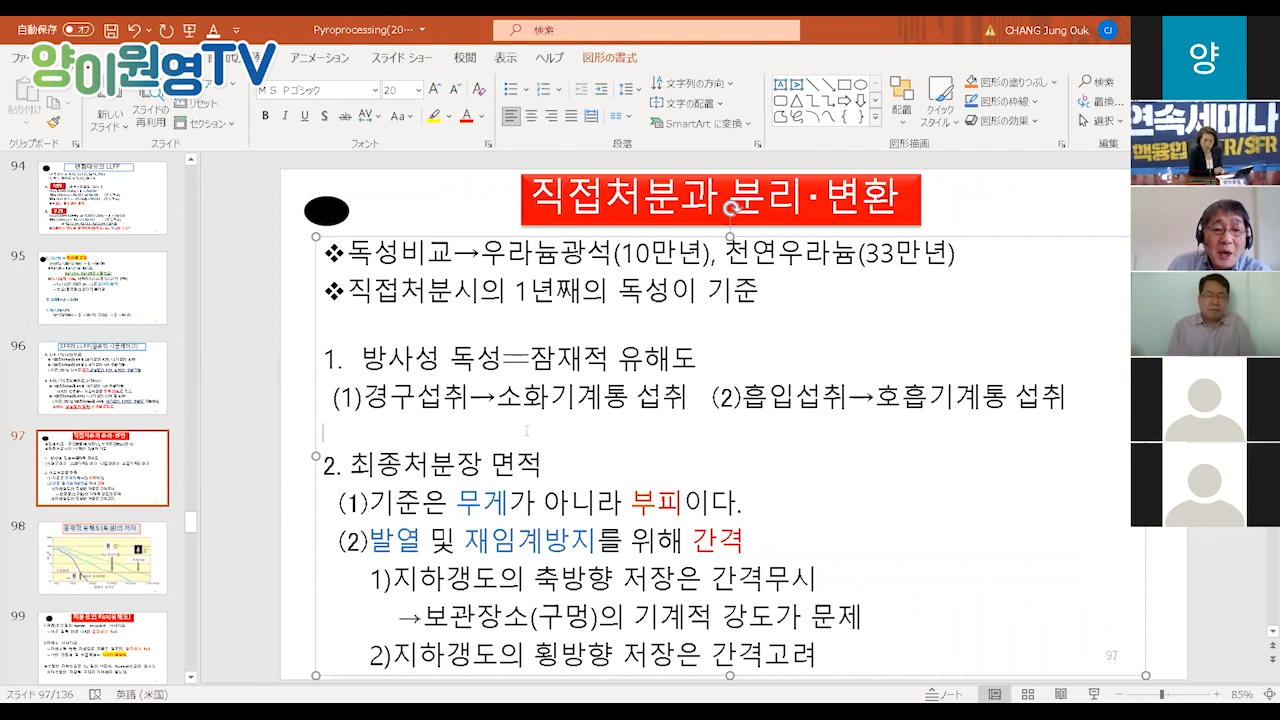 自動保存 オフ
Pyroprocessing(20…
検索
CHANG Jung Ouk
CJ
양이원영TV
アニメーション
スライド ショー
校閲
表示
ヘルプ
図形の書式
貼り付け
新しい
スライド
スライドの
再利用
リセット
セクション
ＭＳ Ｐゴシック
20
文字列の方向
文字の配置
SmartArt に変換
配置
クイック
スタイル
図形の塗りつぶし
図形の枠線
図形の効果
検索
置換...
選択
クリップボード
スライド
フォント
段落
図形描画
編集
94
95
96
97
98
99
직접처분과 분리·변환
❖독성비교→우라늄광석(10만년), 천연우라늄(33만년)
❖직접처분시의 1년째의 독성이 기준
1. 방사성 독성＝잠재적 유해도
(1)경구섭취→소화기계통 섭취 (2)흡입섭취→호흡기계통 섭취
2. 최종처분장 면적
(1)기준은 무게가 아니라 부피이다.
(2)발열 및 재임계방지를 위해 간격
1)지하갱도의 축방향 저장은 간격무시
→보관장소(구멍)의 기계적 강도가 문제
2)지하갱도의 횡방향 저장은 간격고려
97
양
연속세미나
スライド 97/136
英語 (米国)
ノート
85%